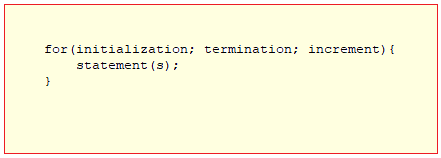 for(initialization; termination; increment){
    statement(s);
}